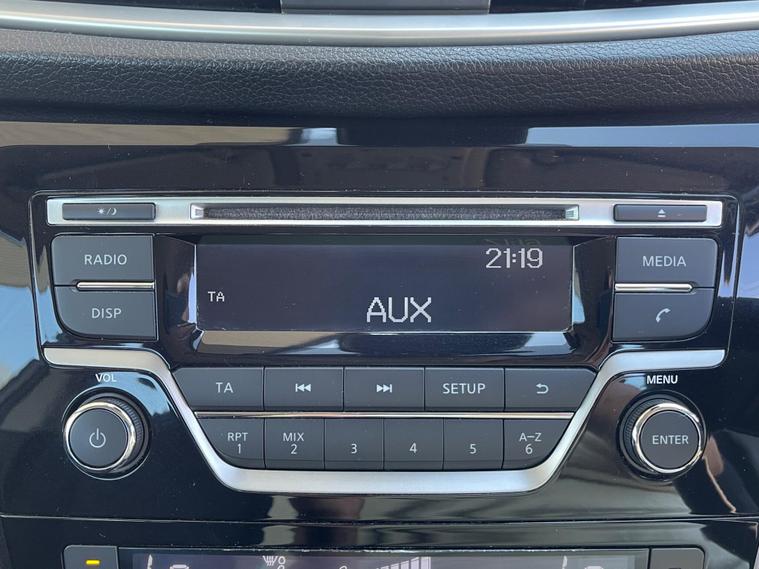 RADIO
DISP
21:19
TA
AUX
MEDIA
VOL
MENU
TA
SETUP
RPT
1
MIX
2
3
4
5
A–Z
6
ENTER